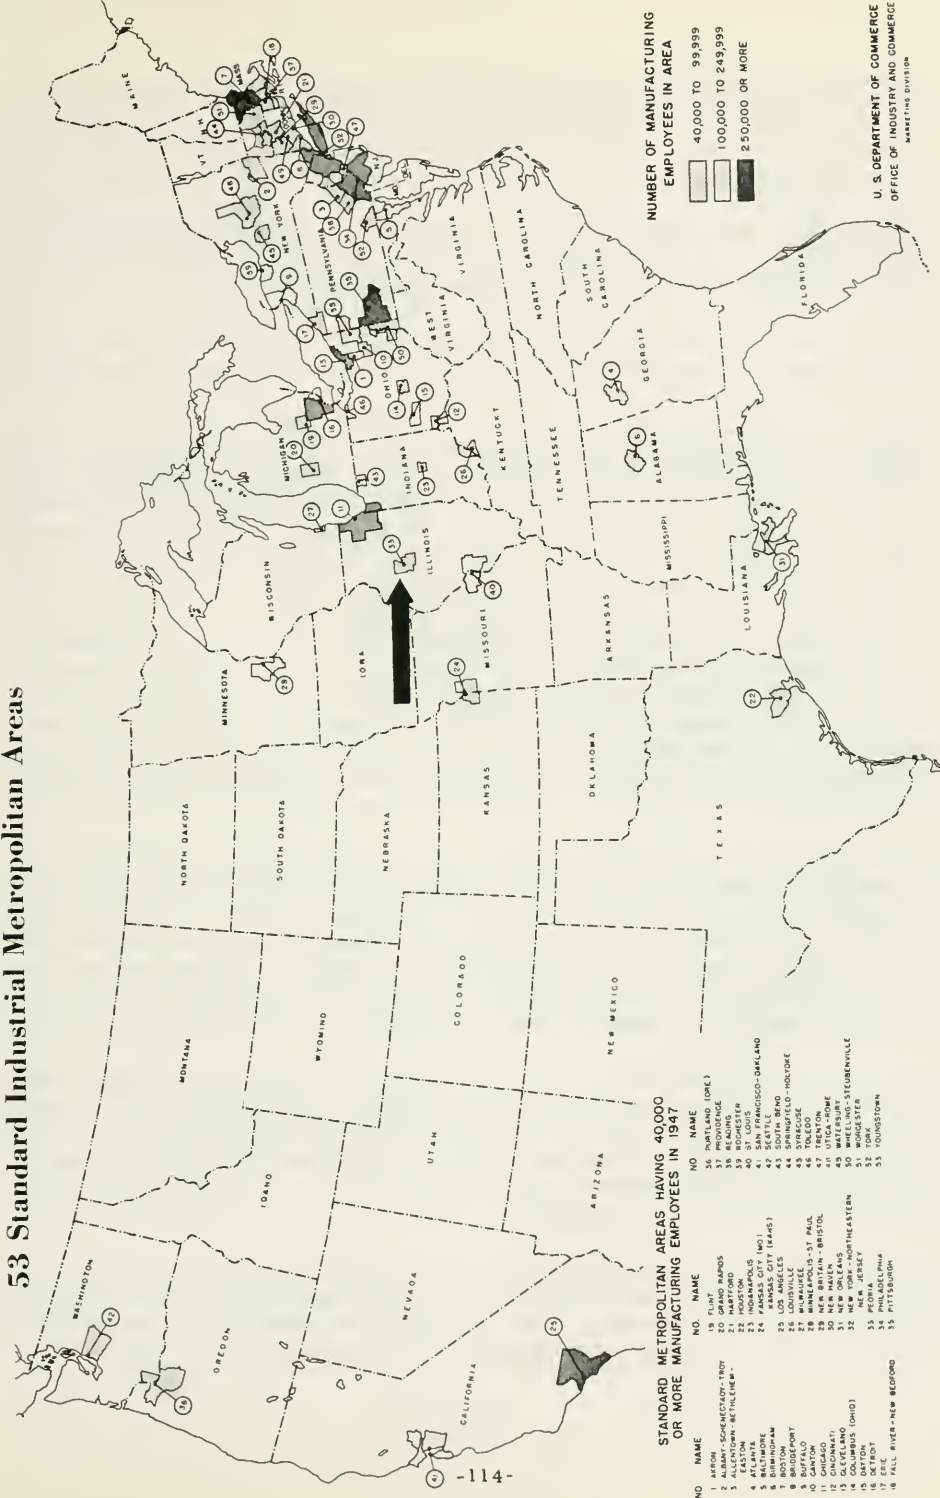 53 Standard Industrial Metropolitan Areas
WASHINGTON
OREGON
CALIFORNIA
NEVADA
IDAHO
MONTANA
WYOMING
UTAH
ARIZONA
COLORADO
NEW MEXICO
NORTH DAKOTA
SOUTH DAKOTA
NEBRASKA
KANSAS
OKLAHOMA
TEXAS
MINNESOTA
IOWA
MISSOURI
ARKANSAS
LOUISIANA
WISCONSIN
ILLINOIS
MICHIGAN
INDIANA
OHIO
KENTUCKY
TENNESSEE
MISSISSIPPI
ALABAMA
GEORGIA
FLORIDA
SOUTH
CAROLINA
NORTH CAROLINA
VIRGINIA
WEST
VIRGINIA
PENNSYLVANIA
NEW YORK
VT
N H
MAINE
MASS
N.J.
NUMBER OF MANUFACTURING
EMPLOYEES IN AREA
40,000 TO 99,999
100,000 TO 249,999
250,000 OR MORE
U. S. DEPARTMENT OF COMMERCE
OFFICE OF INDUSTRY AND COMMERCE
MARKETING DIVISION
STANDARD METROPOLITAN AREAS HAVING 40,000
OR MORE MANUFACTURING EMPLOYEES IN 1947
NO NAME
1 AKRON
2 ALBANY-SCHENECTADY-TROY
3 ALLENTOWN-BETHLEHEM-
EASTON
4 ATLANTA
5 BALTIMORE
6 BIRMINGHAM
7 BOSTON
8 BRIDGEPORT
9 BUFFALO
10 CANTON
11 CHICAGO
12 CINCINNATI
13 CLEVELAND
14 COLUMBUS (OHIO)
15 DAYTON
16 DETROIT
17 ERIE
18 FALL RIVER-NEW BEDFORD
NO. NAME
19 FLINT
20 GRAND RAPIDS
21 HARTFORD
22 HOUSTON
23 INDIANAPOLIS
24 KANSAS CITY (MO)
KANSAS CITY (KANS)
25 LOS ANGELES
26 LOUISVILLE
27 MILWAUKEE
28 MINNEAPOLIS-ST PAUL
29 NEW BRITAIN-BRISTOL
30 NEW HAVEN
31 NEW ORLEANS
32 NEW YORK-NORTHEASTERN
NEW JERSEY
33 PEORIA
34 PHILADELPHIA
35 PITTSBURGH
NO NAME
36 PORTLAND (ORE)
37 PROVIDENCE
38 READING
39 ROCHESTER
40 ST LOUIS
41 SAN FRANCISCO-OAKLAND
42 SEATTLE
43 SOUTH BEND
44 SPRINGFIELD-HOLYOKE
45 SYRACUSE
46 TOLEDO
47 TRENTON
48 UTICA-ROME
49 WATERBURY
50 WHEELING-STEUBENVILLE
51 WORCESTER
52 YORK
53 YOUNGSTOWN
-114-